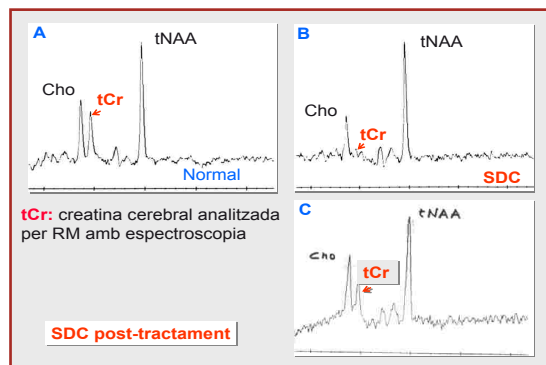 A
tNAA
Cho
tCr
Normal
B
tNAA
Cho
tCr
SDC
tCr: creatina cerebral analitzada
per RM amb espectroscopia
C
tNAA
Cho
tCr
SDC post-tractament